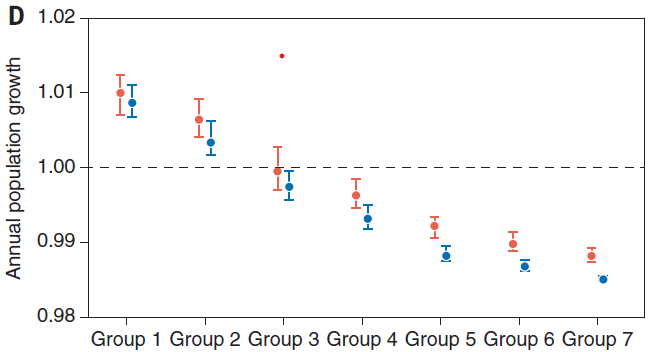 D
1.02
1.01
1.00
0.99
0.98
Annual population growth
Group 1 Group 2 Group 3 Group 4 Group 5 Group 6 Group 7